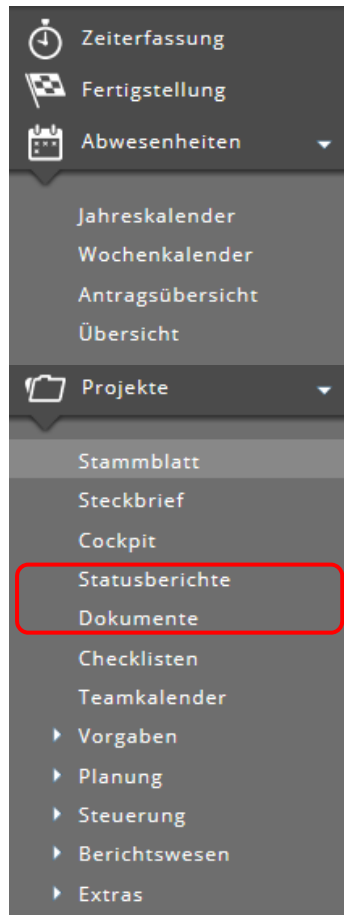 Zeiterfassung
Fertigstellung
Abwesenheiten
Jahreskalender
Wochenkalender
Antragsübersicht
Übersicht
Projekte
Stammblatt
Steckbrief
Cockpit
Statusberichte
Dokumente
Checklisten
Teamkalender
Vorgaben
Planung
Steuerung
Berichtswesen
Extras